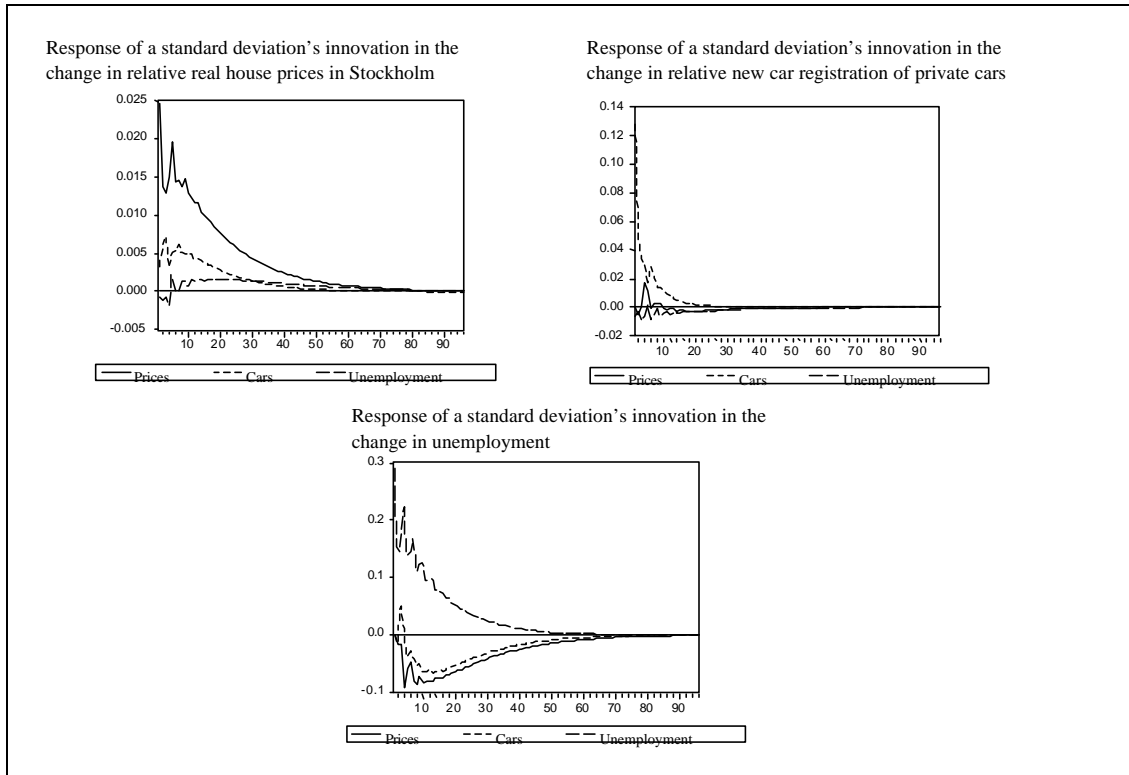 Response of a standard deviation’s innovation in the
change in relative real house prices in Stockholm
0.025
0.020
0.015
0.010
0.005
0.000
-0.005
10 20 30 40 50 60 70 80 90
Prices Cars Unemployment
Response of a standard deviation’s innovation in the
change in relative new car registration of private cars
0.14
0.12
0.10
0.08
0.06
0.04
0.02
0.00
-0.02
10 20 30 40 50 60 70 80 90
Prices Cars Unemployment
Response of a standard deviation’s innovation in the
change in unemployment
0.3
0.2
0.1
0.0
-0.1
10 20 30 40 50 60 70 80 90
Prices Cars Unemployment